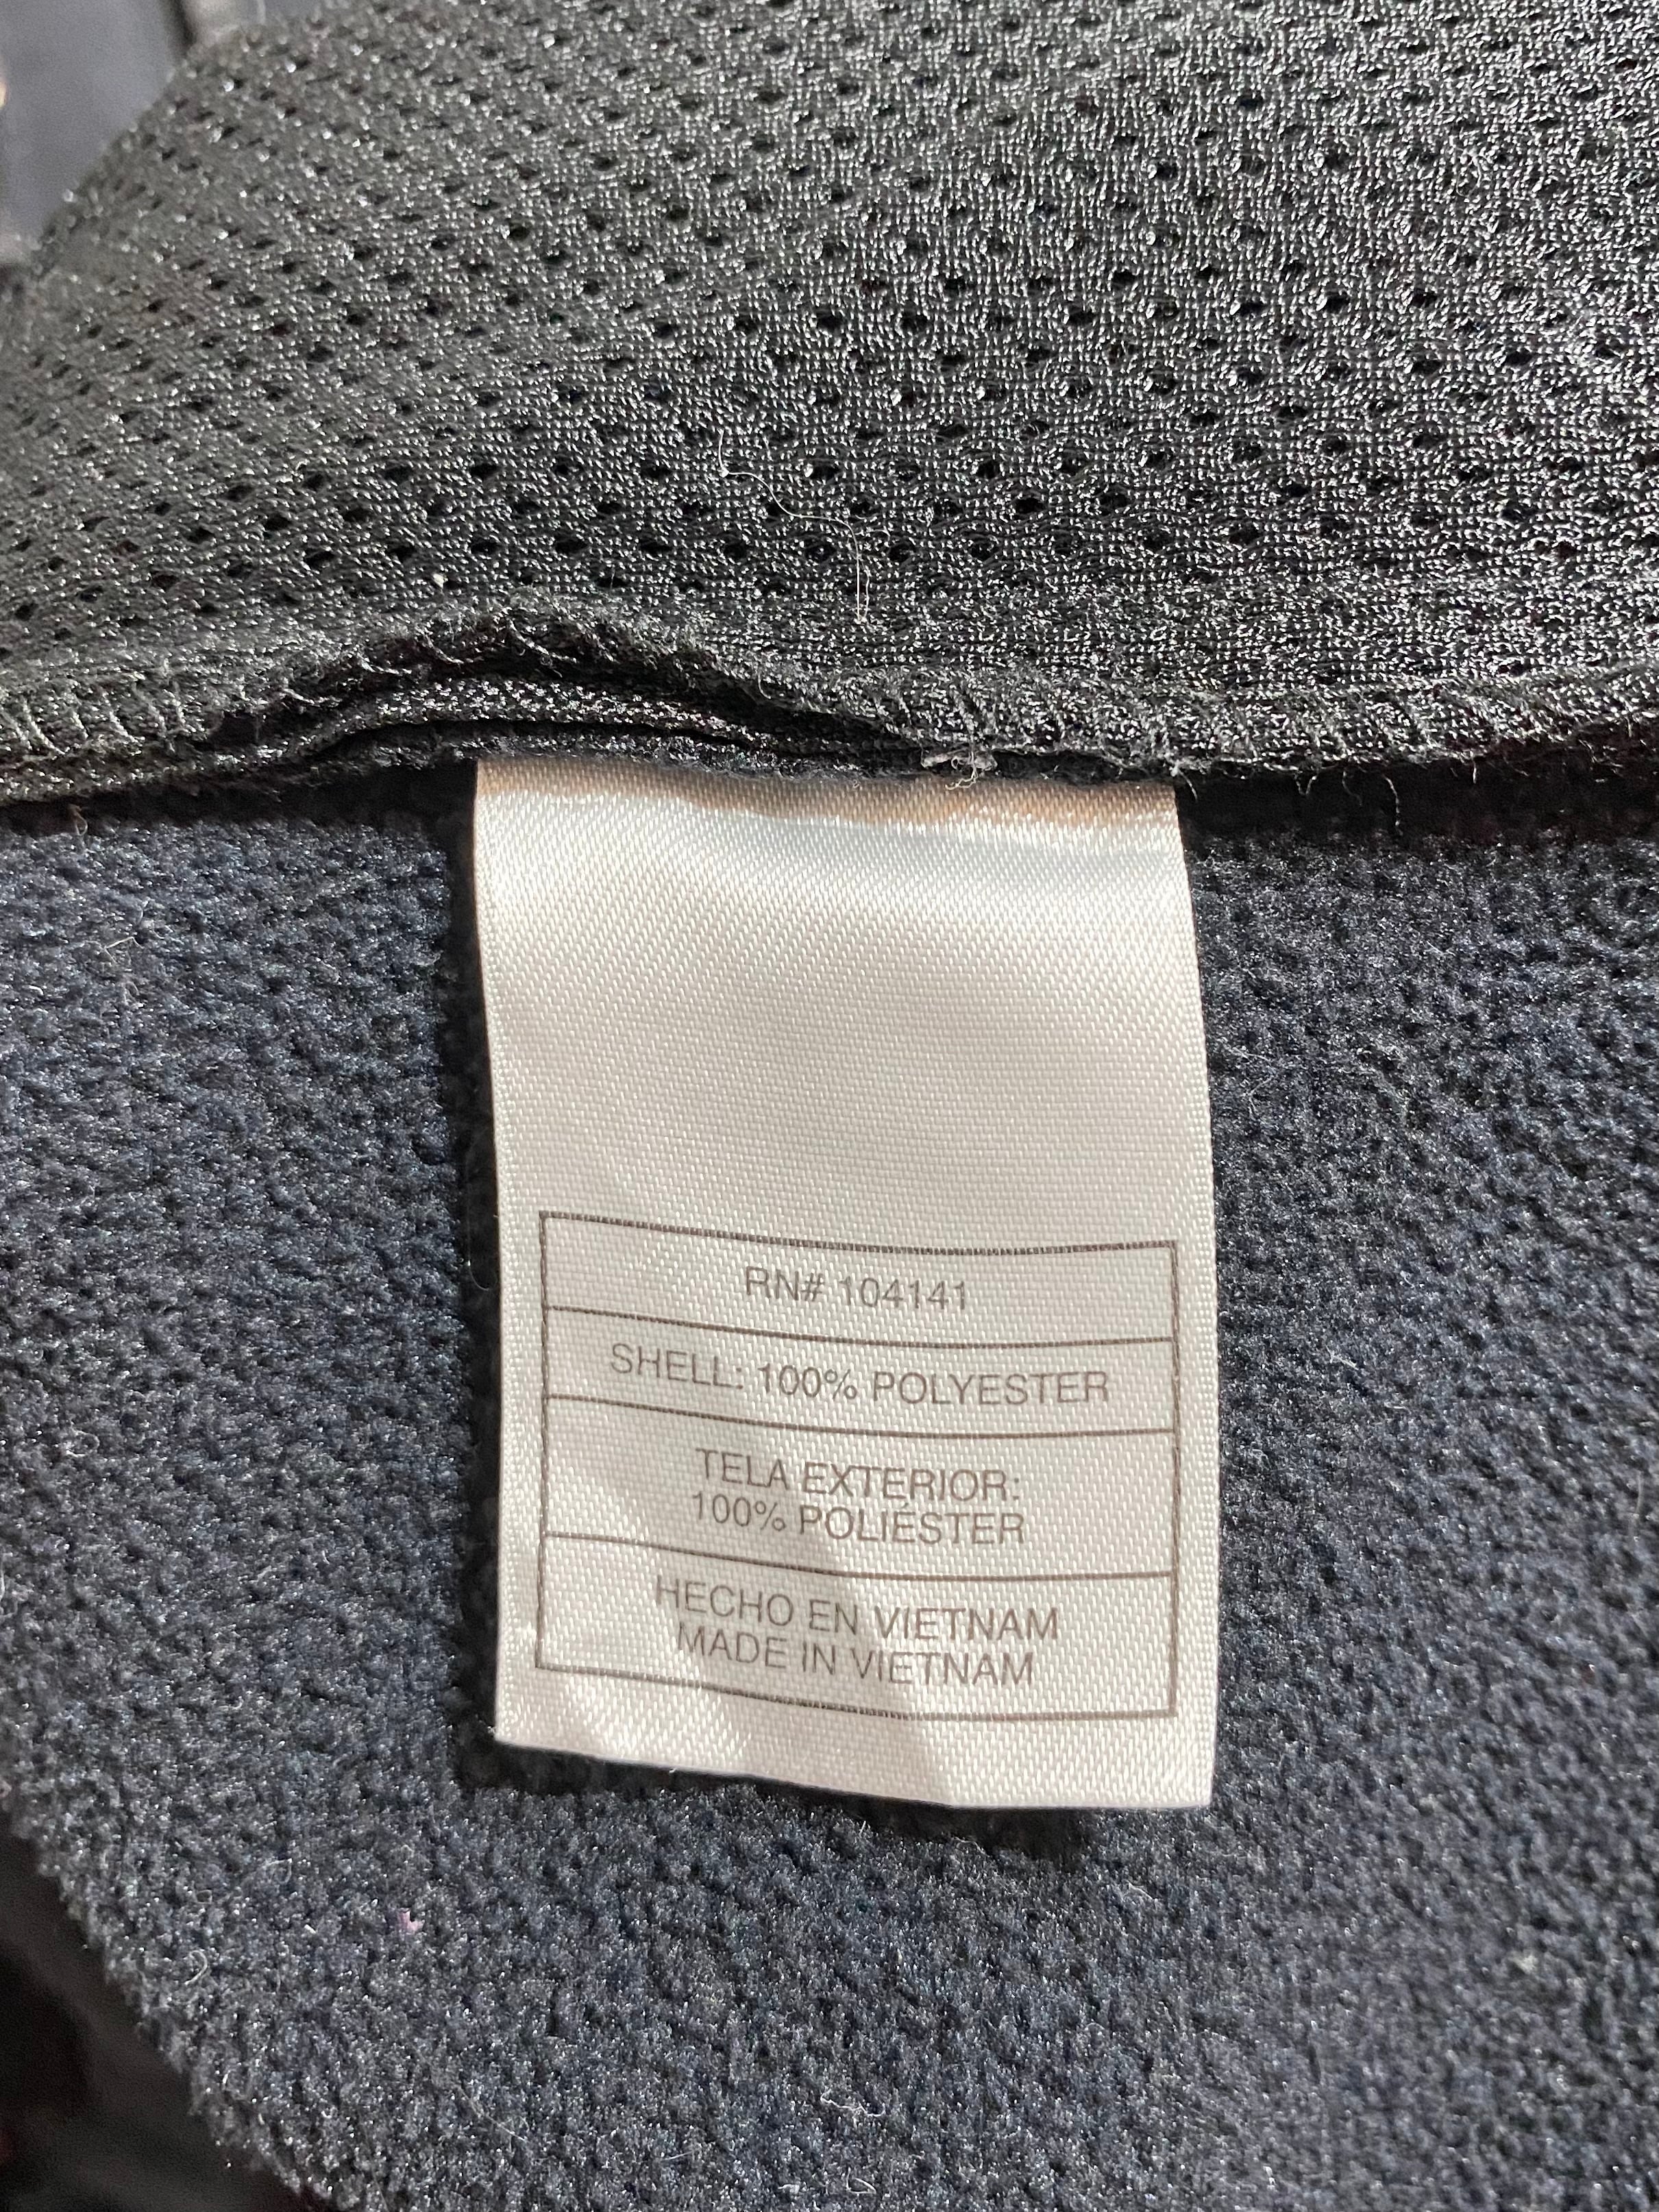 RN# 104141
SHELL: 100% POLYESTER
TELA EXTERIOR:
100% POLIÉSTER
HECHO EN VIETNAM
MADE IN VIETNAM